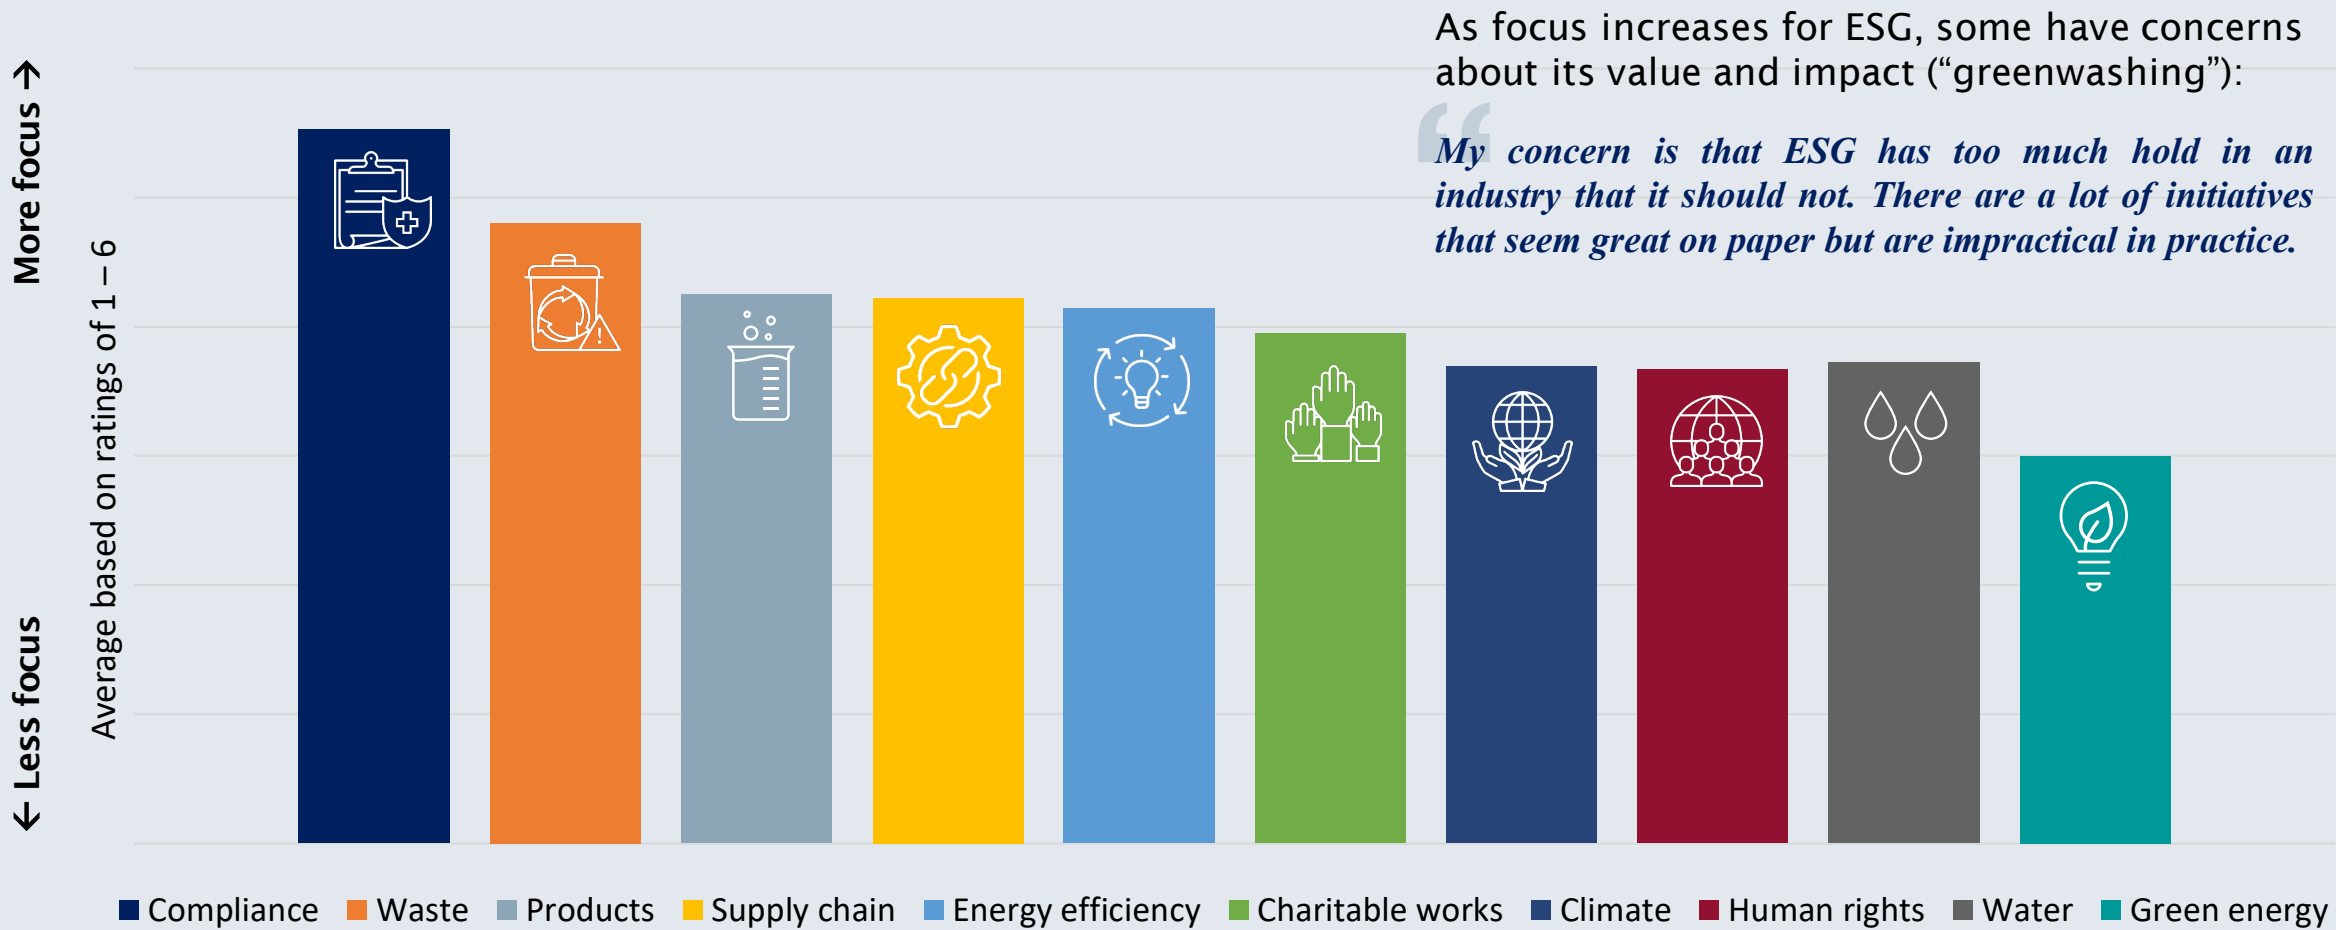 As focus increases for ESG, some have concerns
about its value and impact (“greenwashing”):
“
My concern is that ESG has too much hold in an
industry that it should not. There are a lot of initiatives
that seem great on paper but are impractical in practice.
More focus →
← Less focus
Average based on ratings of 1 – 6
!
Compliance Waste Products Supply chain Energy efficiency Charitable works Climate Human rights Water Green energy